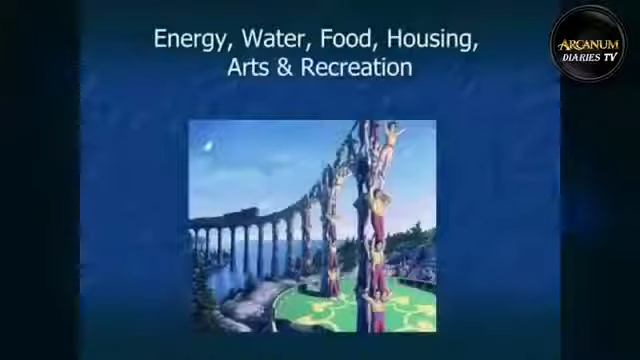 Energy, Water, Food, Housing,
Arts & Recreation
ARCANUM
DIARIES TV